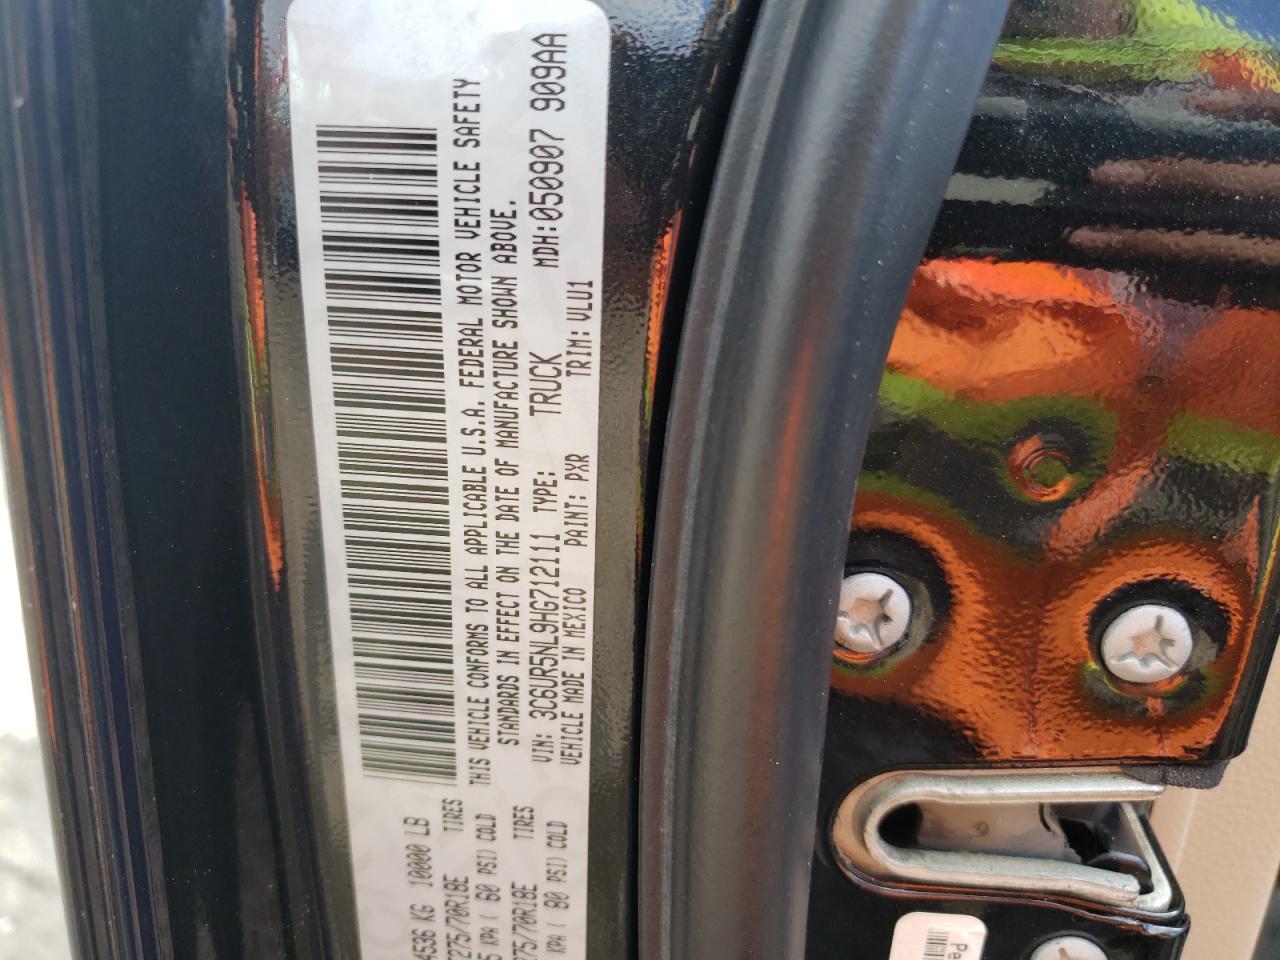 4536 KG 10000 LB
275/70R18E TIRES
5 KPA ( 80 PSI) COLD
275/70R18E TIRES
KPA ( 80 PSI) COLD
THIS VEHICLE CONFORMS TO ALL APPLICABLE U.S.A. FEDERAL MOTOR VEHICLE SAFETY
STANDARDS IN EFFECT ON THE DATE OF MANUFACTURE SHOWN ABOVE.
VIN: 3C6UR5NL9HG712111 TYPE: TRUCK MDH:050907 909AA
VEHICLE MADE IN MEXICO PAINT: PXR TRIM: VLU1
Pe